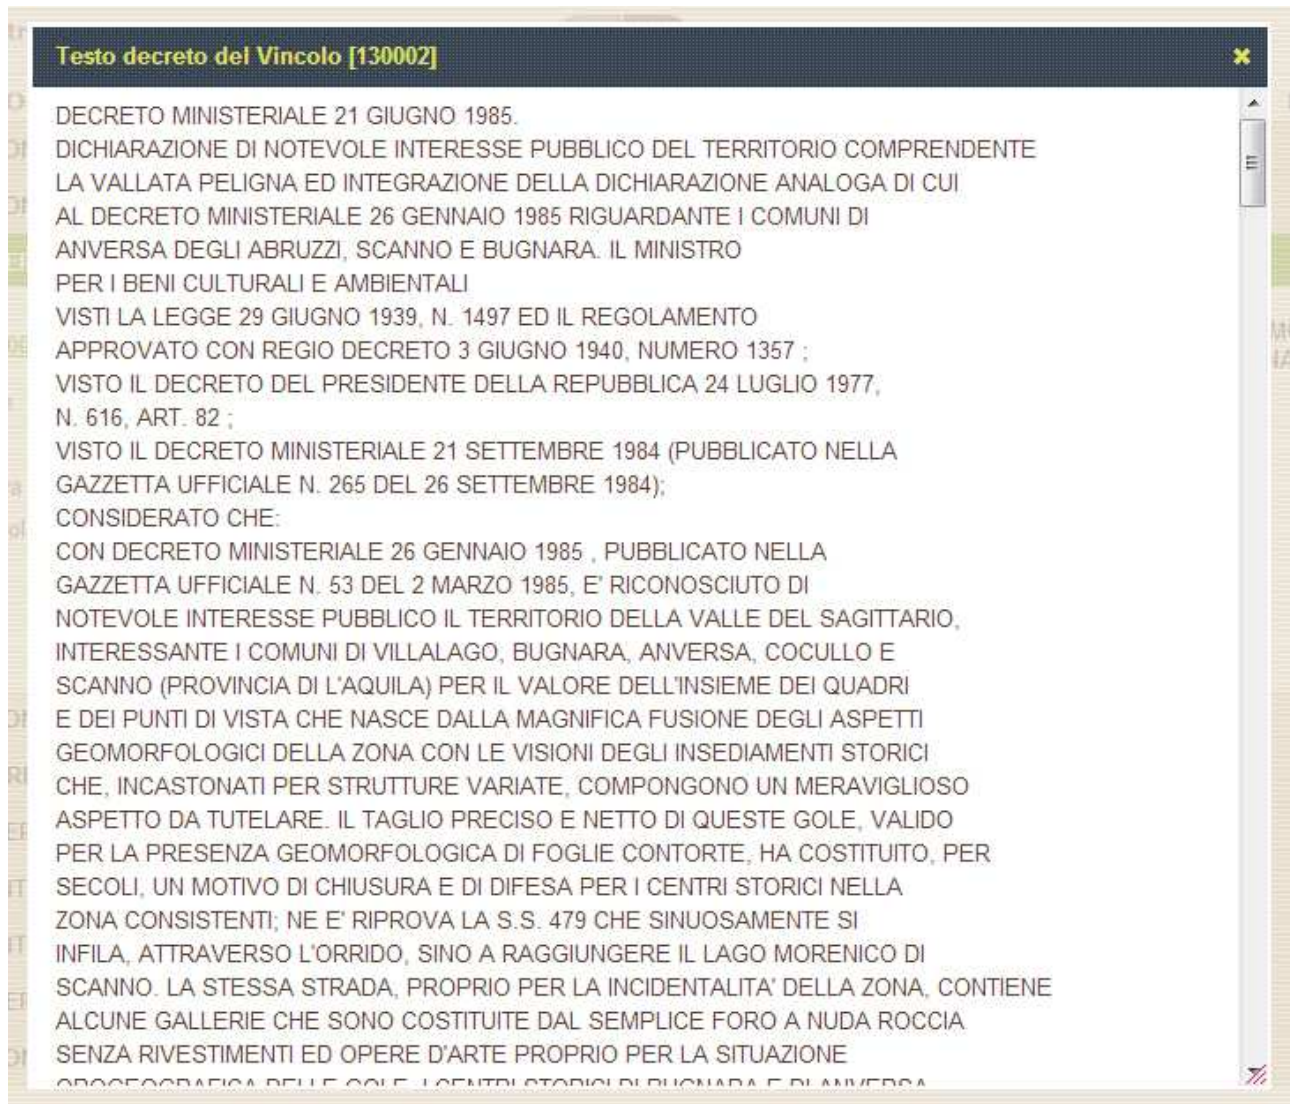 Testo decreto del Vincolo [130002]
DECRETO MINISTERIALE 21 GIUGNO 1985.
DICHIARAZIONE DI NOTEVOLE INTERESSE PUBBLICO DEL TERRITORIO COMPRENDENTE
LA VALLATA PELIGNA ED INTEGRAZIONE DELLA DICHIARAZIONE ANALOGA DI CUI
AL DECRETO MINISTERIALE 26 GENNAIO 1985 RIGUARDANTE I COMUNI DI
ANVERSA DEGLI ABRUZZI, SCANNO E BUGNARA. IL MINISTRO
PER I BENI CULTURALI E AMBIENTALI
VISTI LA LEGGE 29 GIUGNO 1939, N. 1497 ED IL REGOLAMENTO
APPROVATO CON REGIO DECRETO 3 GIUGNO 1940, NUMERO 1357 ;
VISTO IL DECRETO DEL PRESIDENTE DELLA REPUBBLICA 24 LUGLIO 1977,
N. 616, ART. 82 ;
VISTO IL DECRETO MINISTERIALE 21 SETTEMBRE 1984 (PUBBLICATO NELLA
GAZZETTA UFFICIALE N. 265 DEL 26 SETTEMBRE 1984);
CONSIDERATO CHE:
CON DECRETO MINISTERIALE 26 GENNAIO 1985 , PUBBLICATO NELLA
GAZZETTA UFFICIALE N. 53 DEL 2 MARZO 1985, E' RICONOSCIUTO DI
NOTEVOLE INTERESSE PUBBLICO IL TERRITORIO DELLA VALLE DEL SAGITTARIO,
INTERESSANTE I COMUNI DI VILLALAGO, BUGNARA, ANVERSA, COCULLO E
SCANNO (PROVINCIA DI L'AQUILA) PER IL VALORE DELL'INSIEME DEI QUADRI
E DEI PUNTI DI VISTA CHE NASCE DALLA MAGNIFICA FUSIONE DEGLI ASPETTI
GEOMORFOLOGICI DELLA ZONA CON LE VISIONI DEGLI INSEDIAMENTI STORICI
CHE, INCASTONATI PER STRUTTURE VARIATE, COMPONGONO UN MERAVIGLIOSO
ASPETTO DA TUTELARE. IL TAGLIO PRECISO E NETTO DI QUESTE GOLE, VALIDO
PER LA PRESENZA GEOMORFOLOGICA DI FOGLIE CONTORTE, HA COSTITUITO, PER
SECOLI, UN MOTIVO DI CHIUSURA E DI DIFESA PER I CENTRI STORICI NELLA
ZONA CONSISTENTI; NE E' RIPROVA LA S.S. 479 CHE SINUOSAMENTE SI
INFILA, ATTRAVERSO L'ORRIDO, SINO A RAGGIUNGERE IL LAGO MORENICO DI
SCANNO. LA STESSA STRADA, PROPRIO PER LA INCIDENTALITA' DELLA ZONA, CONTIENE
ALCUNE GALLERIE CHE SONO COSTITUITE DAL SEMPLICE FORO A NUDA ROCCIA
SENZA RIVESTIMENTI ED OPERE D'ARTE PROPRIO PER LA SITUAZIONE
DELLE GOLE. I CENTRI STORICI DI BUGNARA E DI ANVERSA